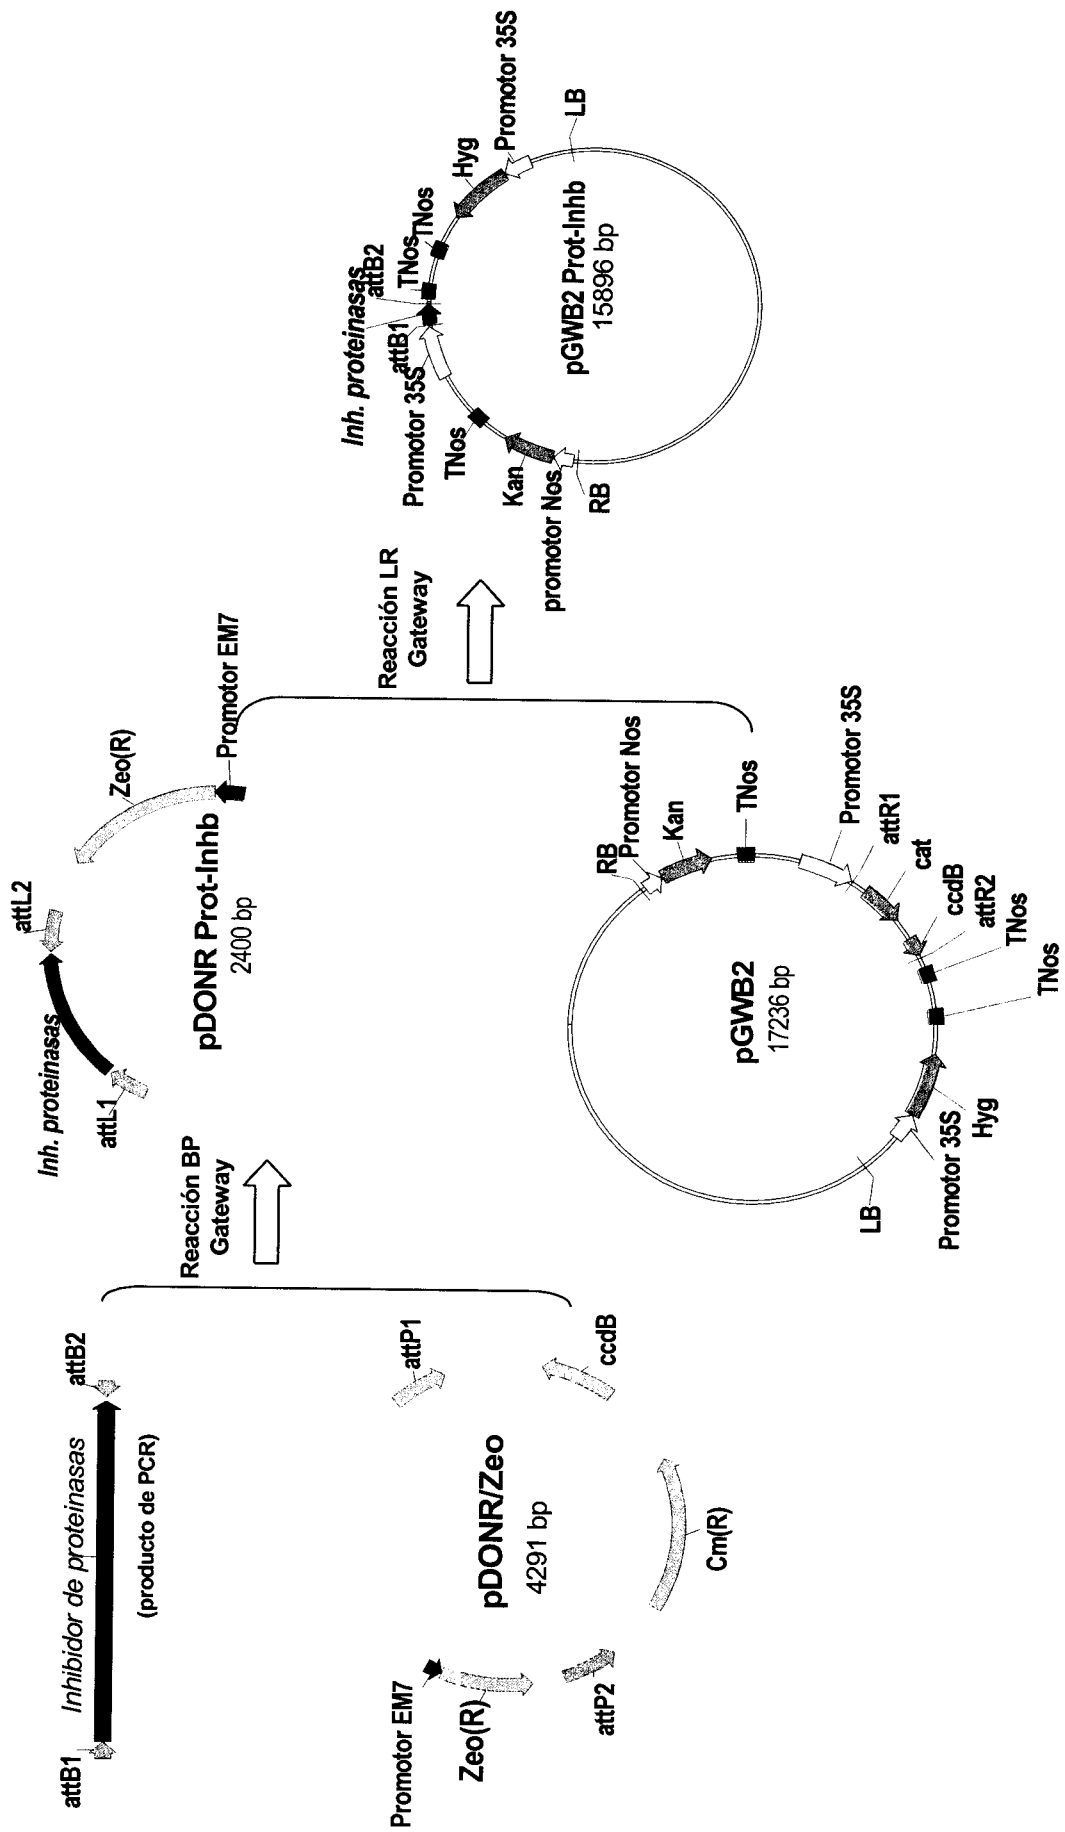 attB1
Inhibidor de proteinasas
attB2
(producto de PCR)
Promotor EM7
Zeo(R)
attP2
pDONR/Zeo
4291 bp
attP1
ccdB
Cm(R)
Reacción BP
Gateway
Inh. proteinasas
attL1
attL2
Zeo(R)
Promotor EM7
pDONR Prot-Inhb
2400 bp
pGWB2
17236 bp
RB
Promotor Nos
Kan
TNos
Promotor 35S
attR1
cat
ccdB
attR2
TNos
TNos
Hyg
Promotor 35S
LB
Reacción LR
Gateway
Inh. proteinasas
attB1
attB2
TNos
TNos
Hyg
Promotor 35S
LB
Promotor 35S
TNos
Kan
promotor Nos
RB
pGWB2 Prot-Inhb
15896 bp